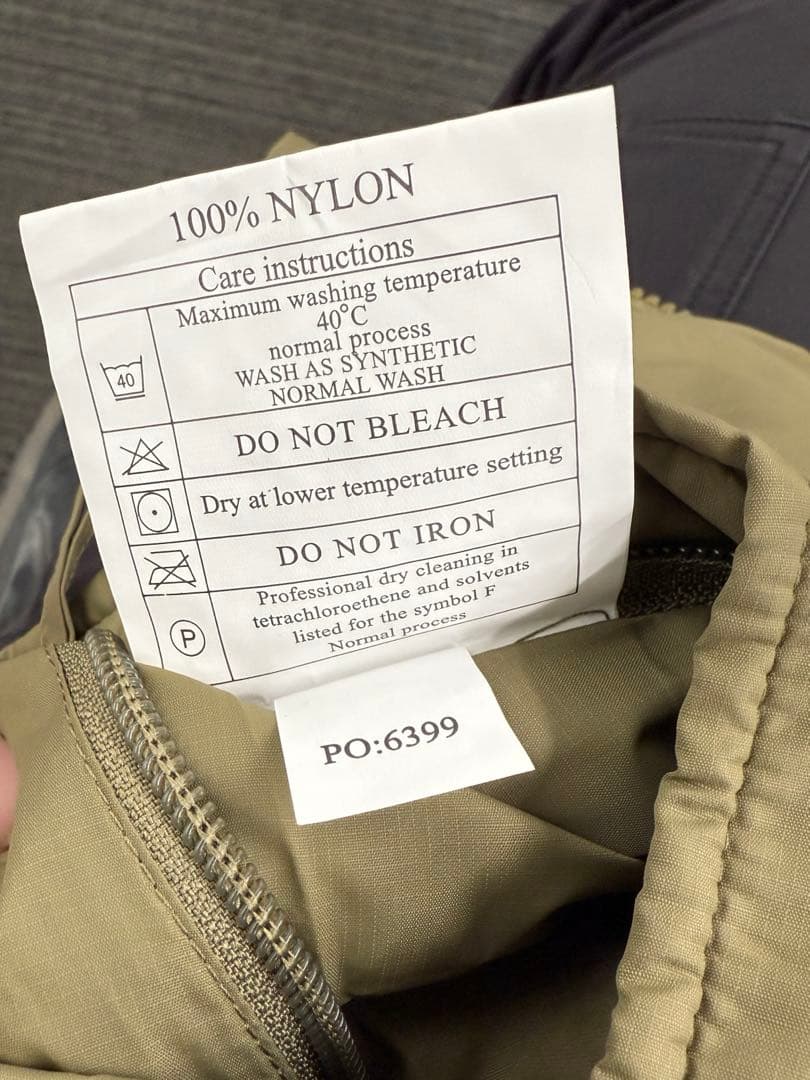 100% NYLON
Care instructions
Maximum washing temperature
40°C
normal process
WASH AS SYNTHETIC
NORMAL WASH
40
DO NOT BLEACH
Dry at lower temperature setting
DO NOT IRON
Professional dry cleaning in
tetrachloroethene and solvents
listed for the symbol F
Normal process
P
PO:6399